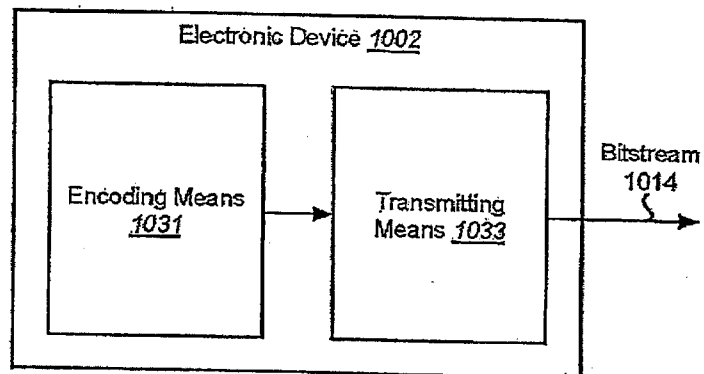 Electronic Device 1002
Encoding Means
1031
Transmitting
Means 1033
Bitstream
1014